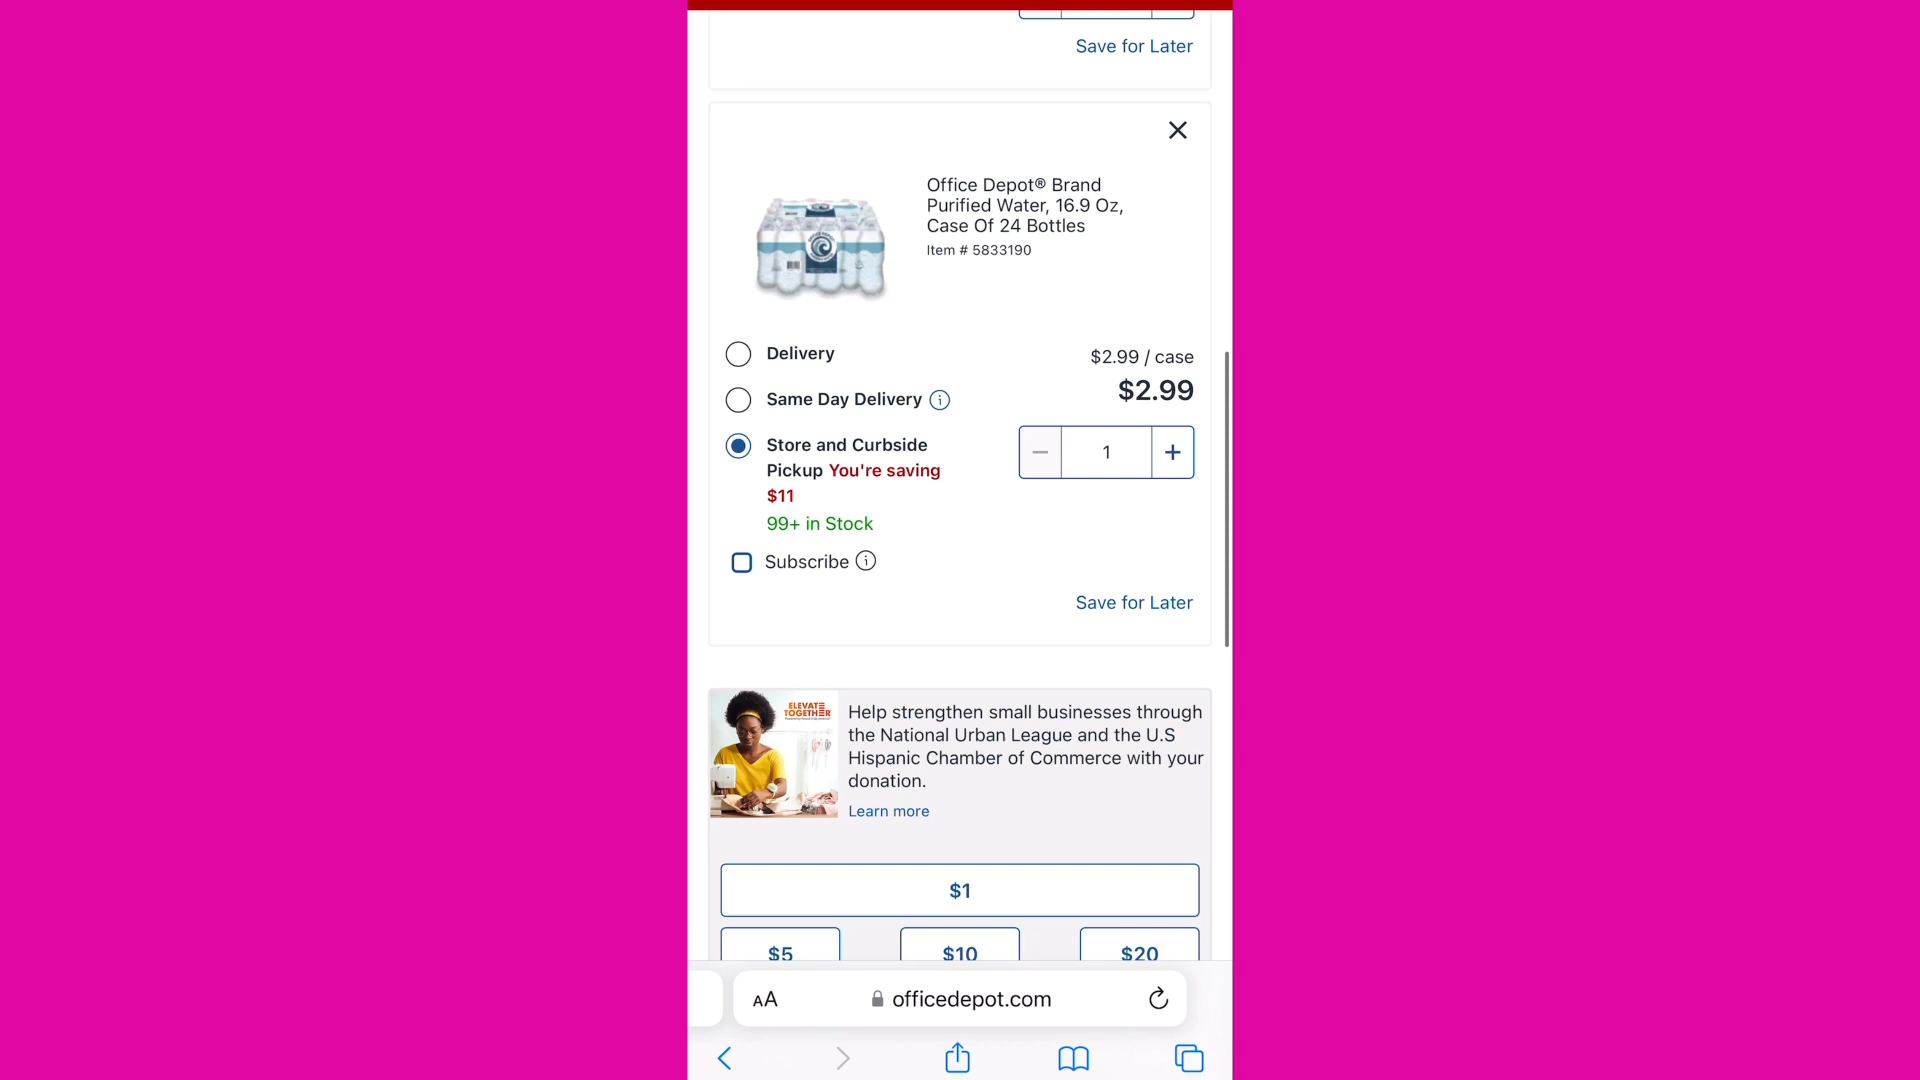 Save for Later
Office Depot® Brand
Purified Water, 16.9 Oz,
Case Of 24 Bottles
Item # 5833190
Delivery
$2.99 / case
$2.99
Same Day Delivery
Store and Curbside
Pickup You're saving
$11
99+ in Stock
1
Subscribe
Save for Later
ELEVATE
TOGETHER
Help strengthen small businesses through
the National Urban League and the U.S
Hispanic Chamber of Commerce with your
donation.
Learn more
$1
$5 $10 $20
AA officedepot.com